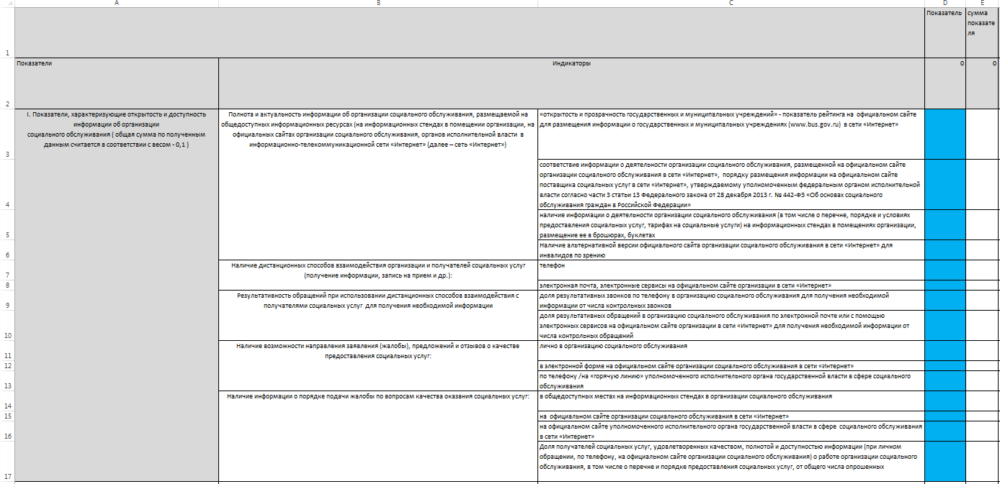 A B C D E
Показатель
сумма
показате
ля
1
Показатели
Индикаторы
0
0
2
I. Показатели, характеризующие открытость и доступность
информации об организации
социального обслуживания ( общая сумма по полученным
данным считается в соответствии с весом - 0,1 )
Полнота и актуальность информации об организации социального обслуживания, размещаемой на
общедоступных информационных ресурсах (на информационных стендах в помещении организации, на
официальных сайтах организации социального обслуживания, органов исполнительной власти в
информационно-телекоммуникационной сети «Интернет» (далее – сеть «Интернет»)
«открытость и прозрачность государственных и муниципальных учреждений» - показатель рейтинга на официальном сайте
для размещения информации о государственных и муниципальных учреждениях (www.bus.gov.ru) в сети «Интернет»
3
соответствие информации о деятельности организации социального обслуживания, размещенной на официальном сайте
организации социального обслуживания в сети «Интернет», порядку размещения информации на официальном сайте
поставщика социальных услуг в сети «Интернет», утверждаемому уполномоченным федеральным органом исполнительной
власти согласно части 3 статьи 13 Федерального закона от 28 декабря 2013 г. № 442-ФЗ «Об основах социального
обслуживания граждан в Российской Федерации»
4
наличие информации о деятельности организации социального обслуживания (в том числе о перечне, порядке и условиях
предоставления социальных услуг, тарифах на социальные услуги) на информационных стендах в помещениях организации,
размещение ее в брошюрах, буклетах
5
Наличие альтернативной версии официального сайта организации социального обслуживания в сети «Интернет» для
инвалидов по зрению
6
Наличие дистанционных способов взаимодействия организации и получателей социальных услуг
(получение информации, запись на прием и др.):
телефон
7
электронная почта, электронные сервисы на официальном сайте организации в сети «Интернет»
8
Результативность обращений при использовании дистанционных способов взаимодействия с
получателями социальных услуг для получения необходимой информации
доля результативных звонков по телефону в организацию социального обслуживания для получения необходимой
информации от числа контрольных звонков
9
доля результативных обращений в организацию социального обслуживания по электронной почте или с помощью
электронных сервисов на официальном сайте организации в сети «Интернет» для получения необходимой информации от
числа контрольных обращений
10
Наличие возможности направления заявления (жалобы), предложений и отзывов о качестве
предоставления социальных услуг:
лично в организацию социального обслуживания
11
в электронной форме на официальном сайте организации социального обслуживания в сети «Интернет»
12
по телефону /на «горячую линию» уполномоченного исполнительного органа государственной власти в сфере социального
обслуживания
13
Наличие информации о порядке подачи жалобы по вопросам качества оказания социальных услуг:
в общедоступных местах на информационных стендах в организации социального обслуживания
14
на официальном сайте организации социального обслуживания в сети «Интернет»
15
на официальном сайте уполномоченного исполнительного органа государственной власти в сфере социального обслуживания
в сети «Интернет»
16
Доля получателей социальных услуг, удовлетворенных качеством, полнотой и доступностью информации (при личном
обращении, по телефону, на официальном сайте организации социального обслуживания) о работе организации социального
обслуживания, в том числе о перечне и порядке предоставления социальных услуг, от общего числа опрошенных
17